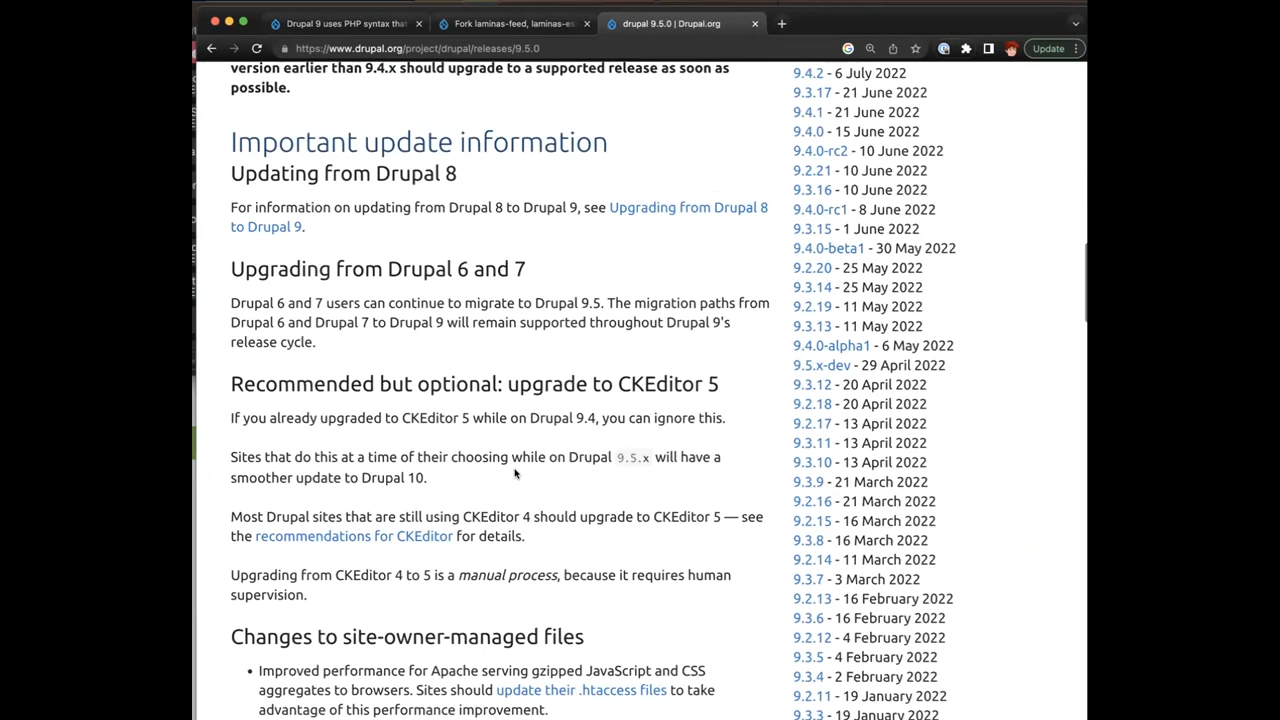 Drupal 9 uses PHP syntax that
Fork laminas-feed, laminas-es
drupal 9.5.0 | Drupal.org
https://www.drupal.org/project/drupal/releases/9.5.0
Update
version earlier than 9.4.x should upgrade to a supported release as soon as
possible.
Important update information
Updating from Drupal 8
For information on updating from Drupal 8 to Drupal 9, see Upgrading from Drupal 8
to Drupal 9.
Upgrading from Drupal 6 and 7
Drupal 6 and 7 users can continue to migrate to Drupal 9.5. The migration paths from
Drupal 6 and Drupal 7 to Drupal 9 will remain supported throughout Drupal 9's
release cycle.
Recommended but optional: upgrade to CKEditor 5
If you already upgraded to CKEditor 5 while on Drupal 9.4, you can ignore this.
Sites that do this at a time of their choosing while on Drupal 9.5.x will have a
smoother update to Drupal 10.
Most Drupal sites that are still using CKEditor 4 should upgrade to CKEditor 5 — see
the recommendations for CKEditor for details.
Upgrading from CKEditor 4 to 5 is a manual process, because it requires human
supervision.
Changes to site-owner-managed files
• Improved performance for Apache serving gzipped JavaScript and CSS
aggregates to browsers. Sites should update their .htaccess files to take
advantage of this performance improvement.
9.4.2 - 6 July 2022
9.3.17 - 21 June 2022
9.4.1 - 21 June 2022
9.4.0 - 15 June 2022
9.4.0-rc2 - 10 June 2022
9.2.21 - 10 June 2022
9.3.16 - 10 June 2022
9.4.0-rc1 - 8 June 2022
9.3.15 - 1 June 2022
9.4.0-beta1 - 30 May 2022
9.2.20 - 25 May 2022
9.3.14 - 25 May 2022
9.2.19 - 11 May 2022
9.3.13 - 11 May 2022
9.4.0-alpha1 - 6 May 2022
9.5.x-dev - 29 April 2022
9.3.12 - 20 April 2022
9.2.18 - 20 April 2022
9.2.17 - 13 April 2022
9.3.11 - 13 April 2022
9.3.10 - 13 April 2022
9.3.9 - 21 March 2022
9.2.16 - 21 March 2022
9.2.15 - 16 March 2022
9.3.8 - 16 March 2022
9.2.14 - 11 March 2022
9.3.7 - 3 March 2022
9.2.13 - 16 February 2022
9.3.6 - 16 February 2022
9.2.12 - 4 February 2022
9.3.5 - 4 February 2022
9.3.4 - 2 February 2022
9.2.11 - 19 January 2022
9.3.3 - 19 January 2022